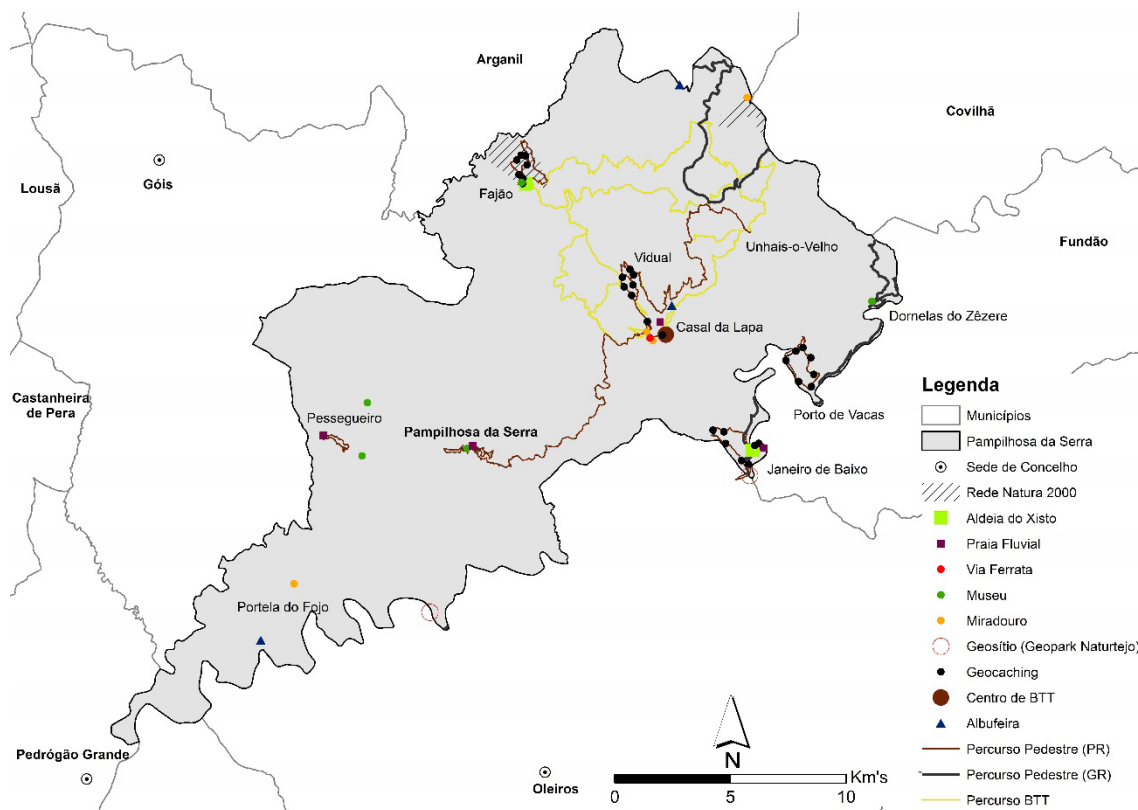 Arganil
Covilhã
Lousã
Góis
Fajão
Fundão
Unhais-o-Velho
Vidual
Dornelas do Zêzere
Casal da Lapa
Castanheira
de Pera
Pessegueiro
Pampilhosa da Serra
Porto de Vacas
Janeiro de Baixo
Portela do Fojo
Pedrógão Grande
Oleiros
N
Km's
0
5
10
Legenda
Municípios
Pampilhosa da Serra
Sede de Concelho
Rede Natura 2000
Aldeia do Xisto
Praia Fluvial
Via Ferrata
Museu
Miradouro
Geosítio (Geopark Naturtejo)
Geocaching
Centro de BTT
Albufeira
Percurso Pedestre (PR)
Percurso Pedestre (GR)
Percurso BTT